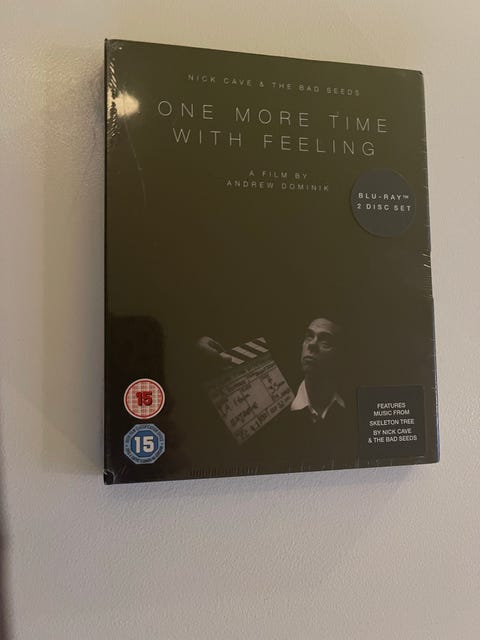 NICK CAVE & THE BAD SEEDS
ONE MORE TIME
WITH FEELING
A FILM BY
ANDREW DOMINIK
BLU-RAY™
2 DISC SET
15
15
FEATURES
MUSIC FROM
SKELETON TREE
BY NICK CAVE
& THE BAD SEEDS